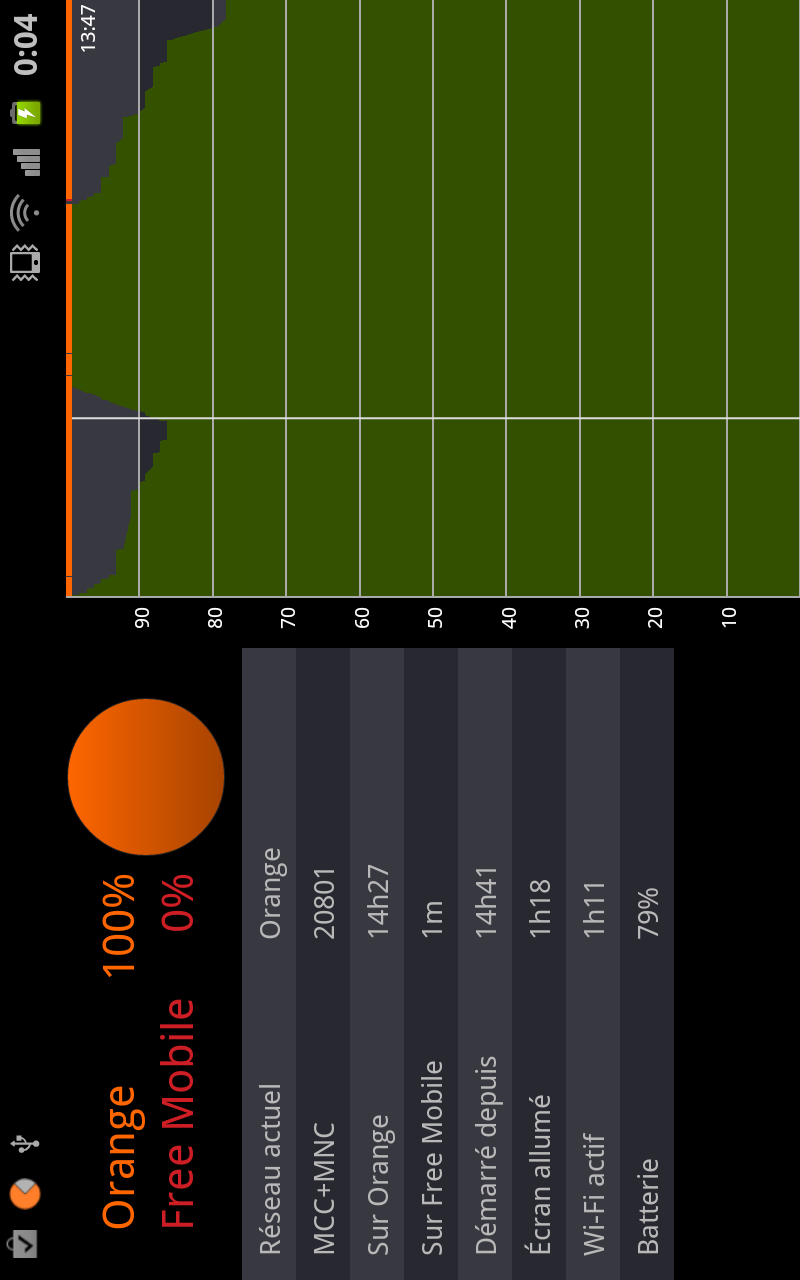 0:04
Orange 100%
Free Mobile 0%
Réseau actuel Orange
MCC+MNC 20801
Sur Orange 14h27
Sur Free Mobile 1m
Démarré depuis 14h41
Écran allumé 1h18
Wi-Fi actif 1h11
Batterie 79%
13:47
90
80
70
60
50
40
30
20
10